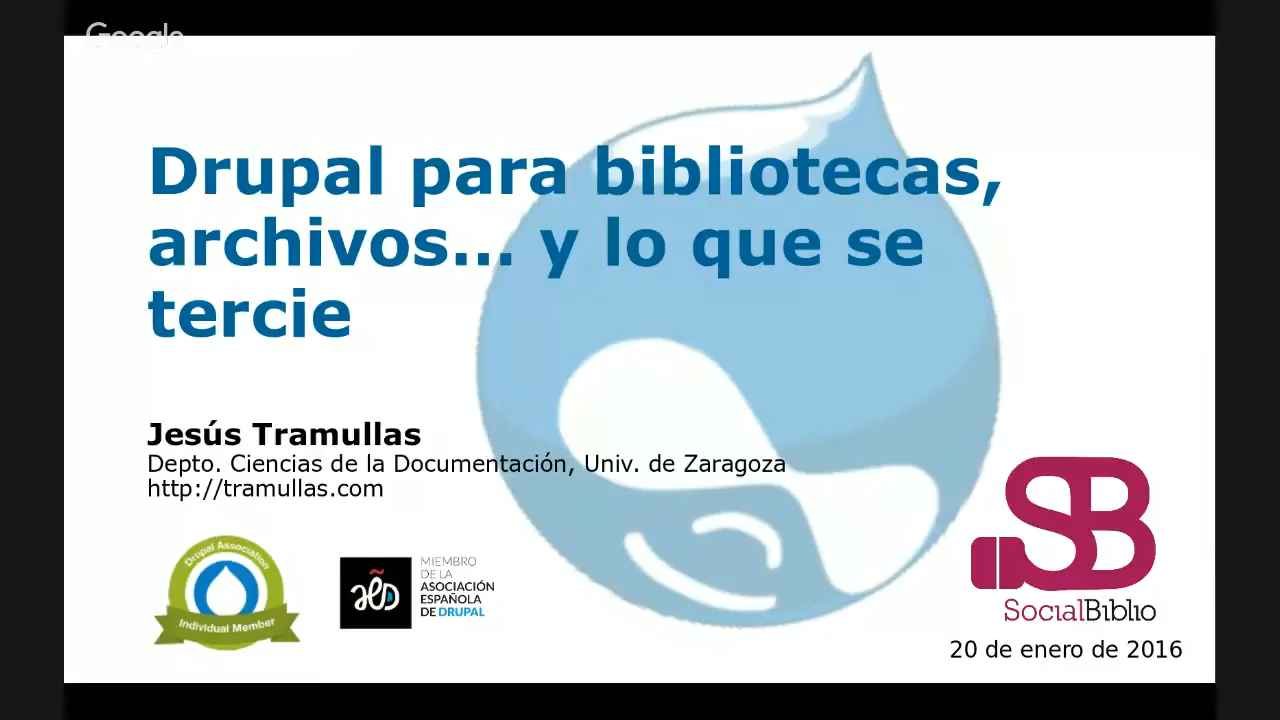 Google
Drupal para bibliotecas,
archivos... y lo que se
tercie
Jesús Tramullas
Depto. Ciencias de la Documentación, Univ. de Zaragoza
http://tramullas.com
Drupal Association
Individual Member
MIEMBRO
DE LA
ASOCIACIÓN
ESPAÑOLA
DE DRUPAL
SB
SocialBiblio
20 de enero de 2016